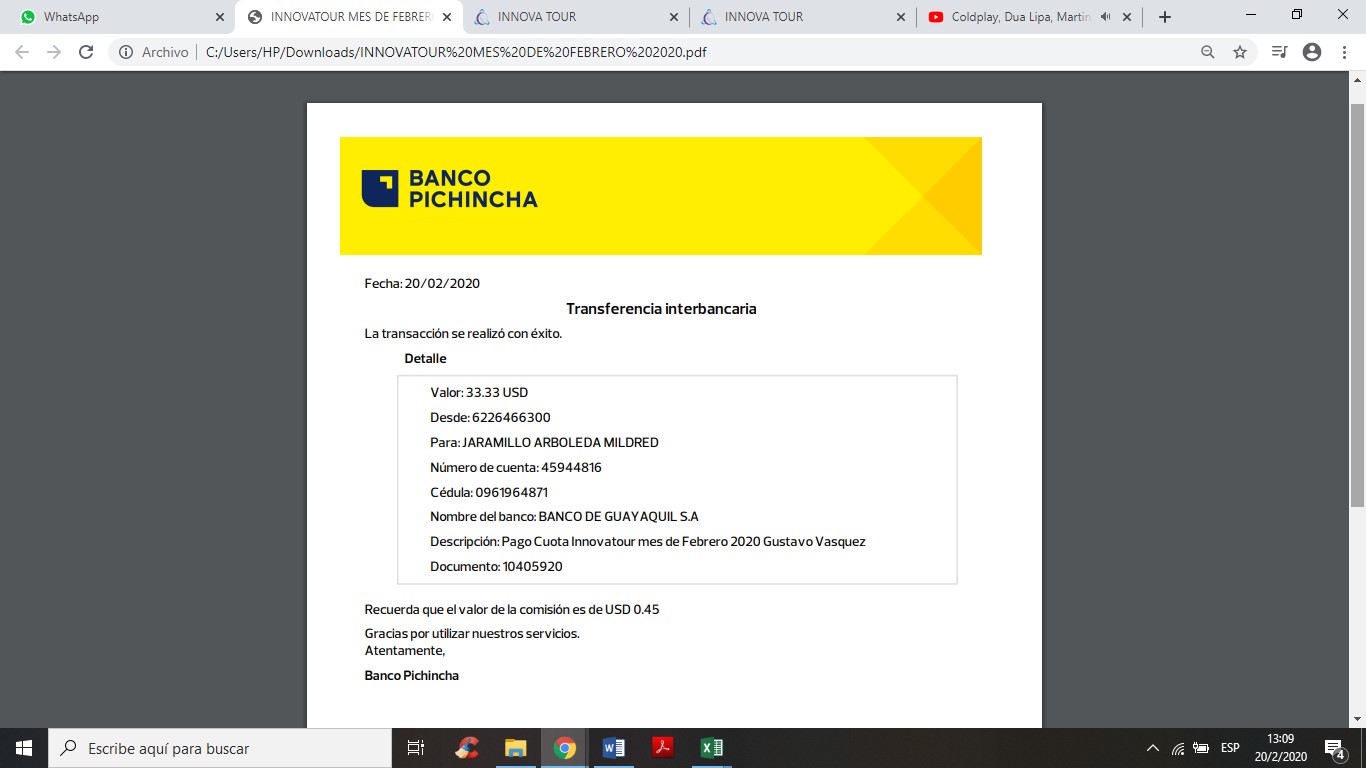 WhatsApp
INNOVATOUR MES DE FEBRER
INNOVA TOUR
INNOVA TOUR
Coldplay, Dua Lipa, Martin
Archivo
C:/Users/HP/Downloads/INNOVATOUR%20MES%20DE%20FEBRERO%202020.pdf
BANCO
PICHINCHA
Fecha: 20/02/2020
Transferencia interbancaria
La transacción se realizó con éxito.
Detalle
Valor: 33.33 USD
Desde: 6226466300
Para: JARAMILLO ARBOLEDA MILDRED
Número de cuenta: 45944816
Cédula: 0961964871
Nombre del banco: BANCO DE GUAYAQUIL S.A
Descripción: Pago Cuota Innovatour mes de Febrero 2020 Gustavo Vasquez
Documento: 10405920
Recuerda que el valor de la comisión es de USD 0.45
Gracias por utilizar nuestros servicios.
Atentamente,
Banco Pichincha
Escribe aquí para buscar
ESP
13:09
20/2/2020
4